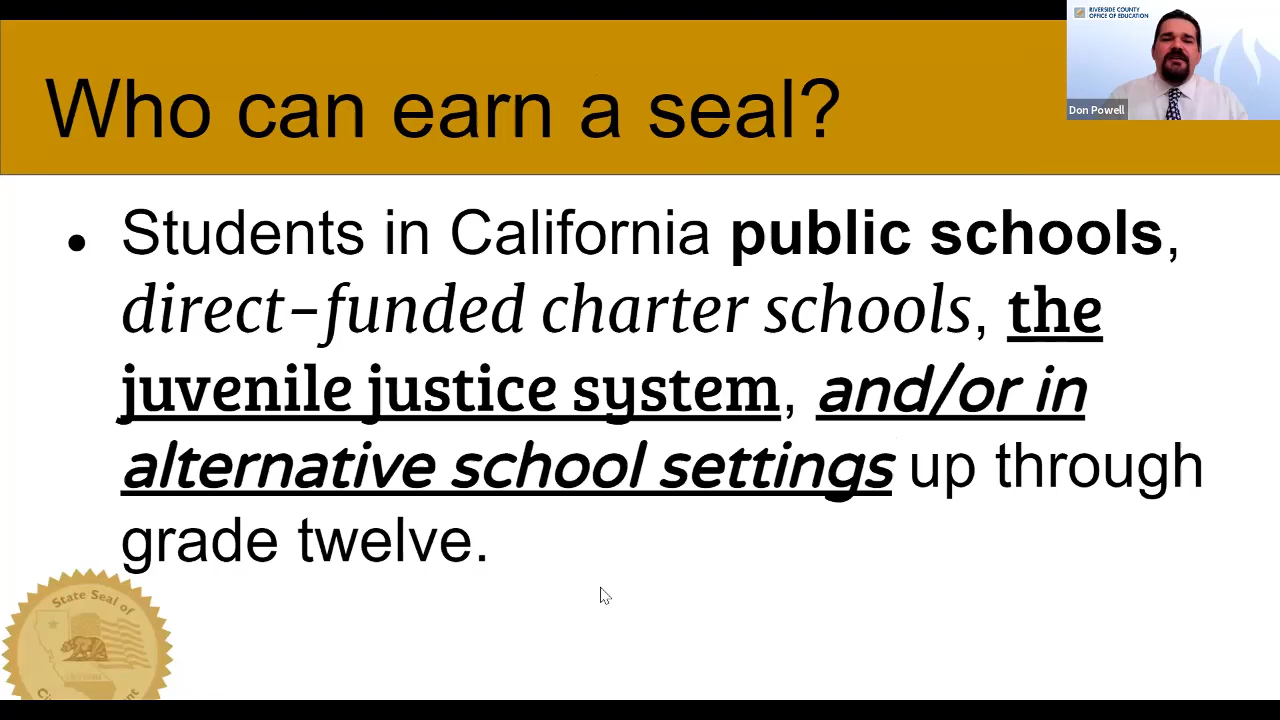 RIVERSIDE COUNTY
OFFICE OF EDUCATION
Don Powell
Who can earn a seal?
● Students in California public schools,
direct-funded charter schools, the
juvenile justice system, and/or in
alternative school settings up through
grade twelve.
State Seal of